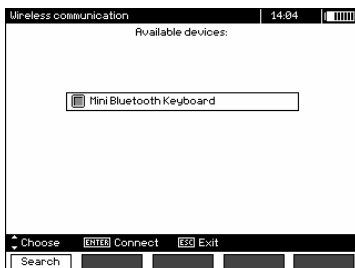 Wireless communication 14:04
Available devices:
Mini Bluetooth Keyboard
Choose ENTER Connect ESC Exit
Search